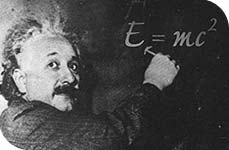 E = mc²